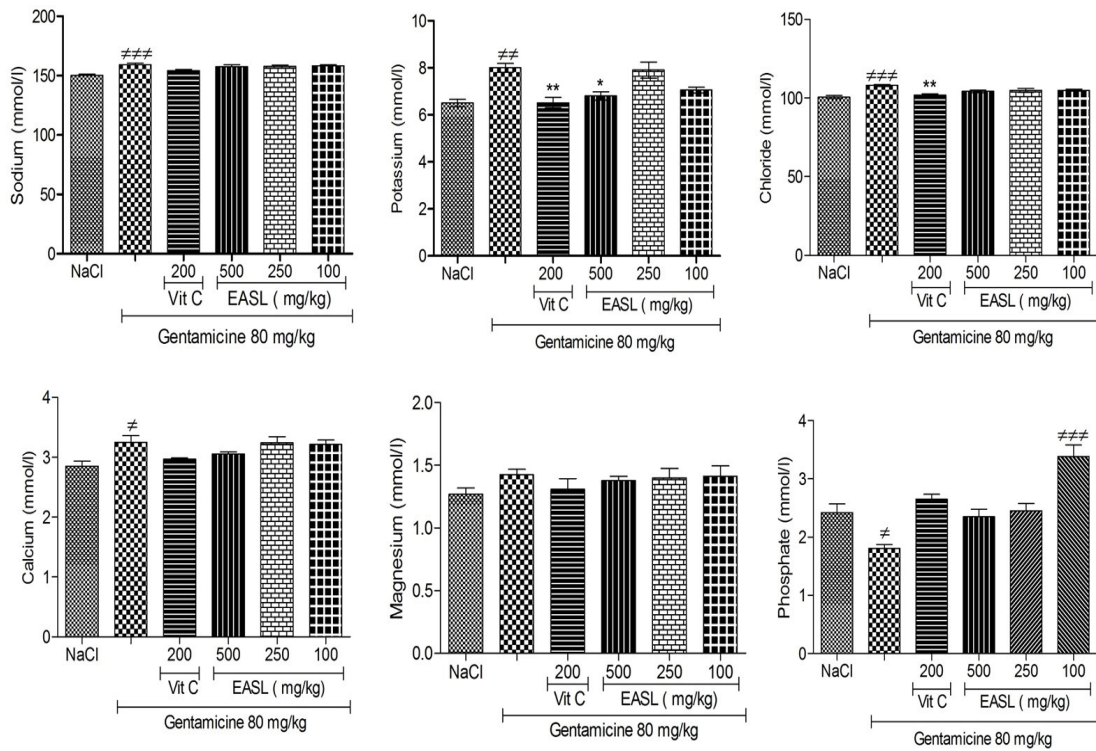 Sodium (mmol/l)
200
150
100
50
0
≠≠≠
NaCl
200 500 250 100
Vit C EASL ( mg/kg)
Gentamicine 80 mg/kg
Potassium (mmol/l)
10
8
6
4
2
0
≠≠
**
*
NaCl
200 500 250 100
Vit C EASL ( mg/kg)
Gentamicine 80 mg/kg
Chloride (mmol/l)
150
100
50
0
≠≠≠
**
NaCl
200 500 250 100
Vit C EASL ( mg/kg)
Gentamicine 80 mg/kg
Calcium (mmol/l)
4
3
2
1
0
≠
NaCl
200 500 250 100
Vit C EASL ( mg/kg)
Gentamicine 80 mg/kg
Magnesium (mmol/l)
2.0
1.5
1.0
0.5
0.0
NaCl
200 500 250 100
Vit C EASL ( mg/kg)
Gentamicine 80 mg/kg
Phosphate (mmol/l)
4
3
2
1
0
≠
≠≠≠
NaCl
200 500 250 100
Vit C EASL ( mg/kg)
Gentamicine 80 mg/kg